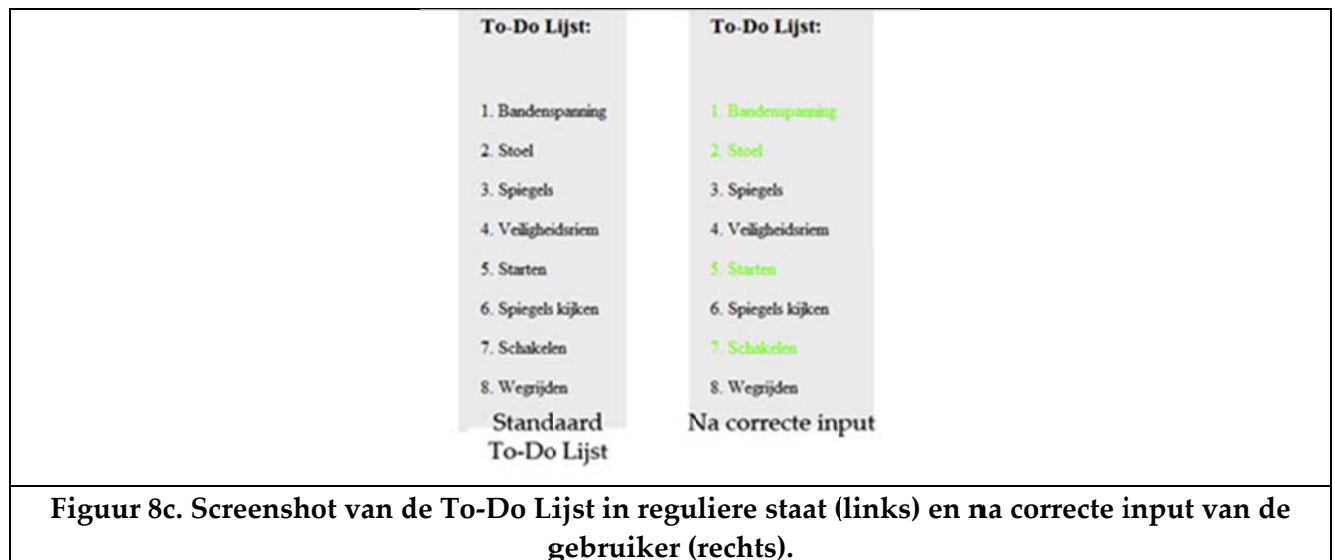 To-Do Lijst:
1. Bandenspanning
2. Stoel
3. Spiegels
4. Veiligheidsriem
5. Starten
6. Spiegels kijken
7. Schakelen
8. Wegrijden
Standaard
To-Do Lijst
To-Do Lijst:
1. Bandenspanning
2. Stoel
3. Spiegels
4. Veiligheidsriem
5. Starten
6. Spiegels kijken
7. Schakelen
8. Wegrijden
Na correcte input
Figuur 8c. Screenshot van de To-Do Lijst in reguliere staat (links) en na correcte input van de
gebruiker (rechts).